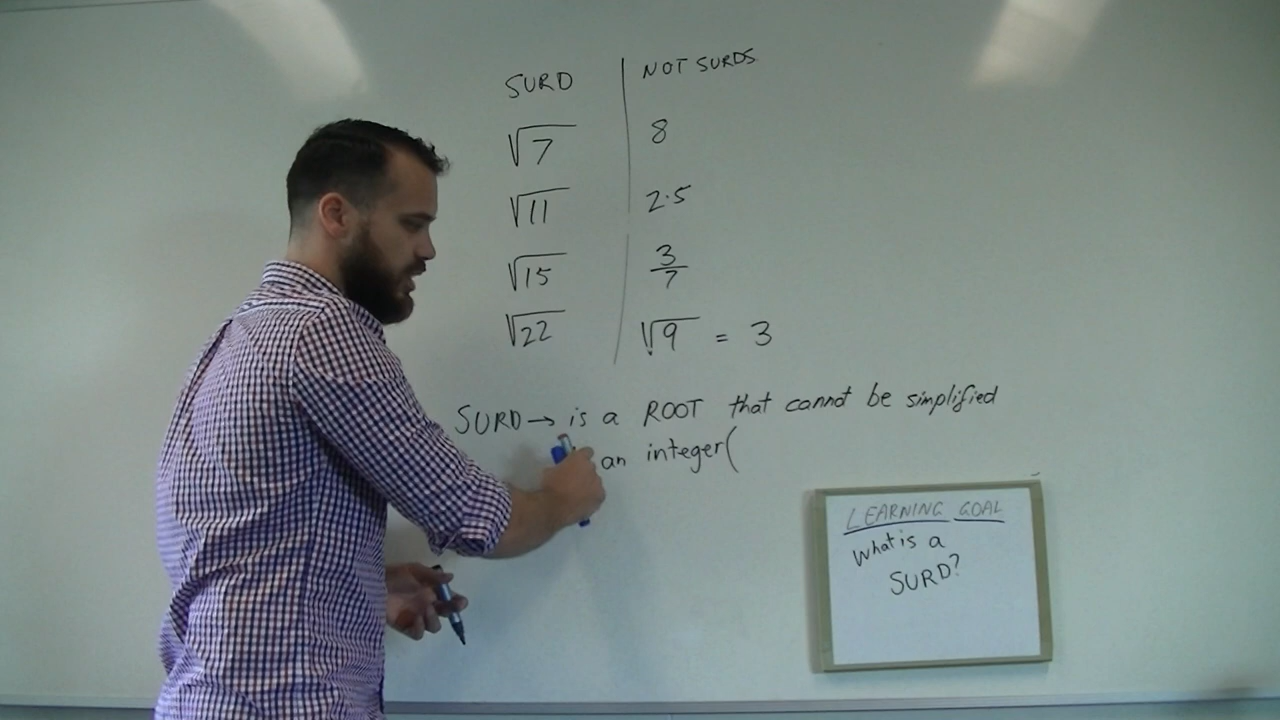 SURD NOT SURDS
√7 8
√11 2.5
√15 3/7
√22 √9 = 3
SURD → is a ROOT that cannot be simplified
an integer(
LEARNING GOAL
What is a
SURD?